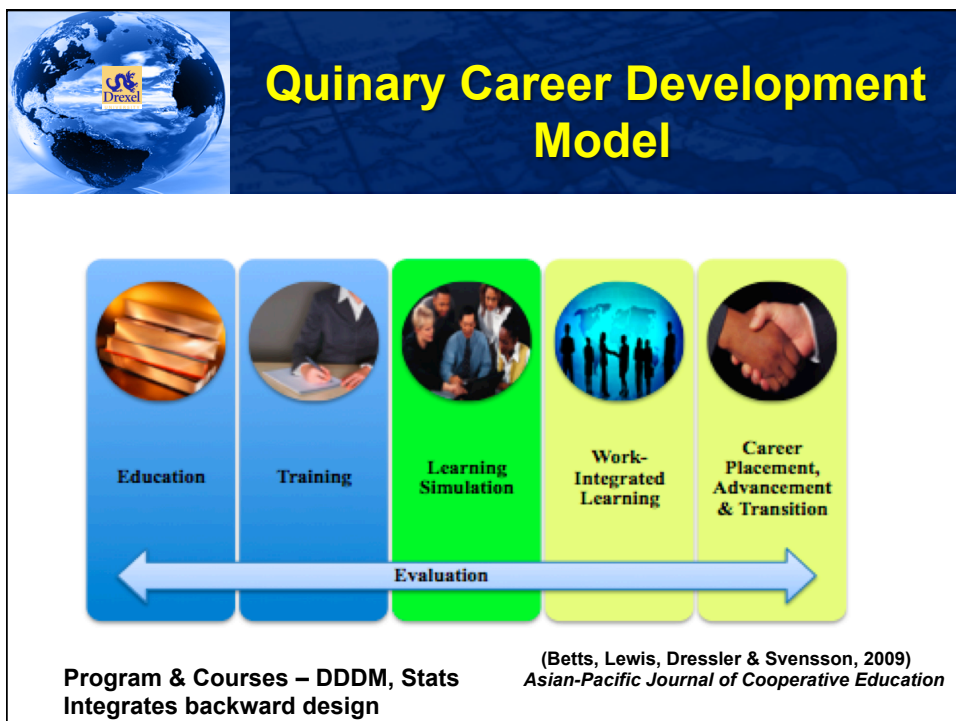 Drexel
Quinary Career Development
Model
Education
Training
Learning
Simulation
Work-
Integrated
Learning
Career
Placement,
Advancement
& Transition
Evaluation
Program & Courses – DDDM, Stats
Integrates backward design
(Betts, Lewis, Dressler & Svensson, 2009)
Asian-Pacific Journal of Cooperative Education